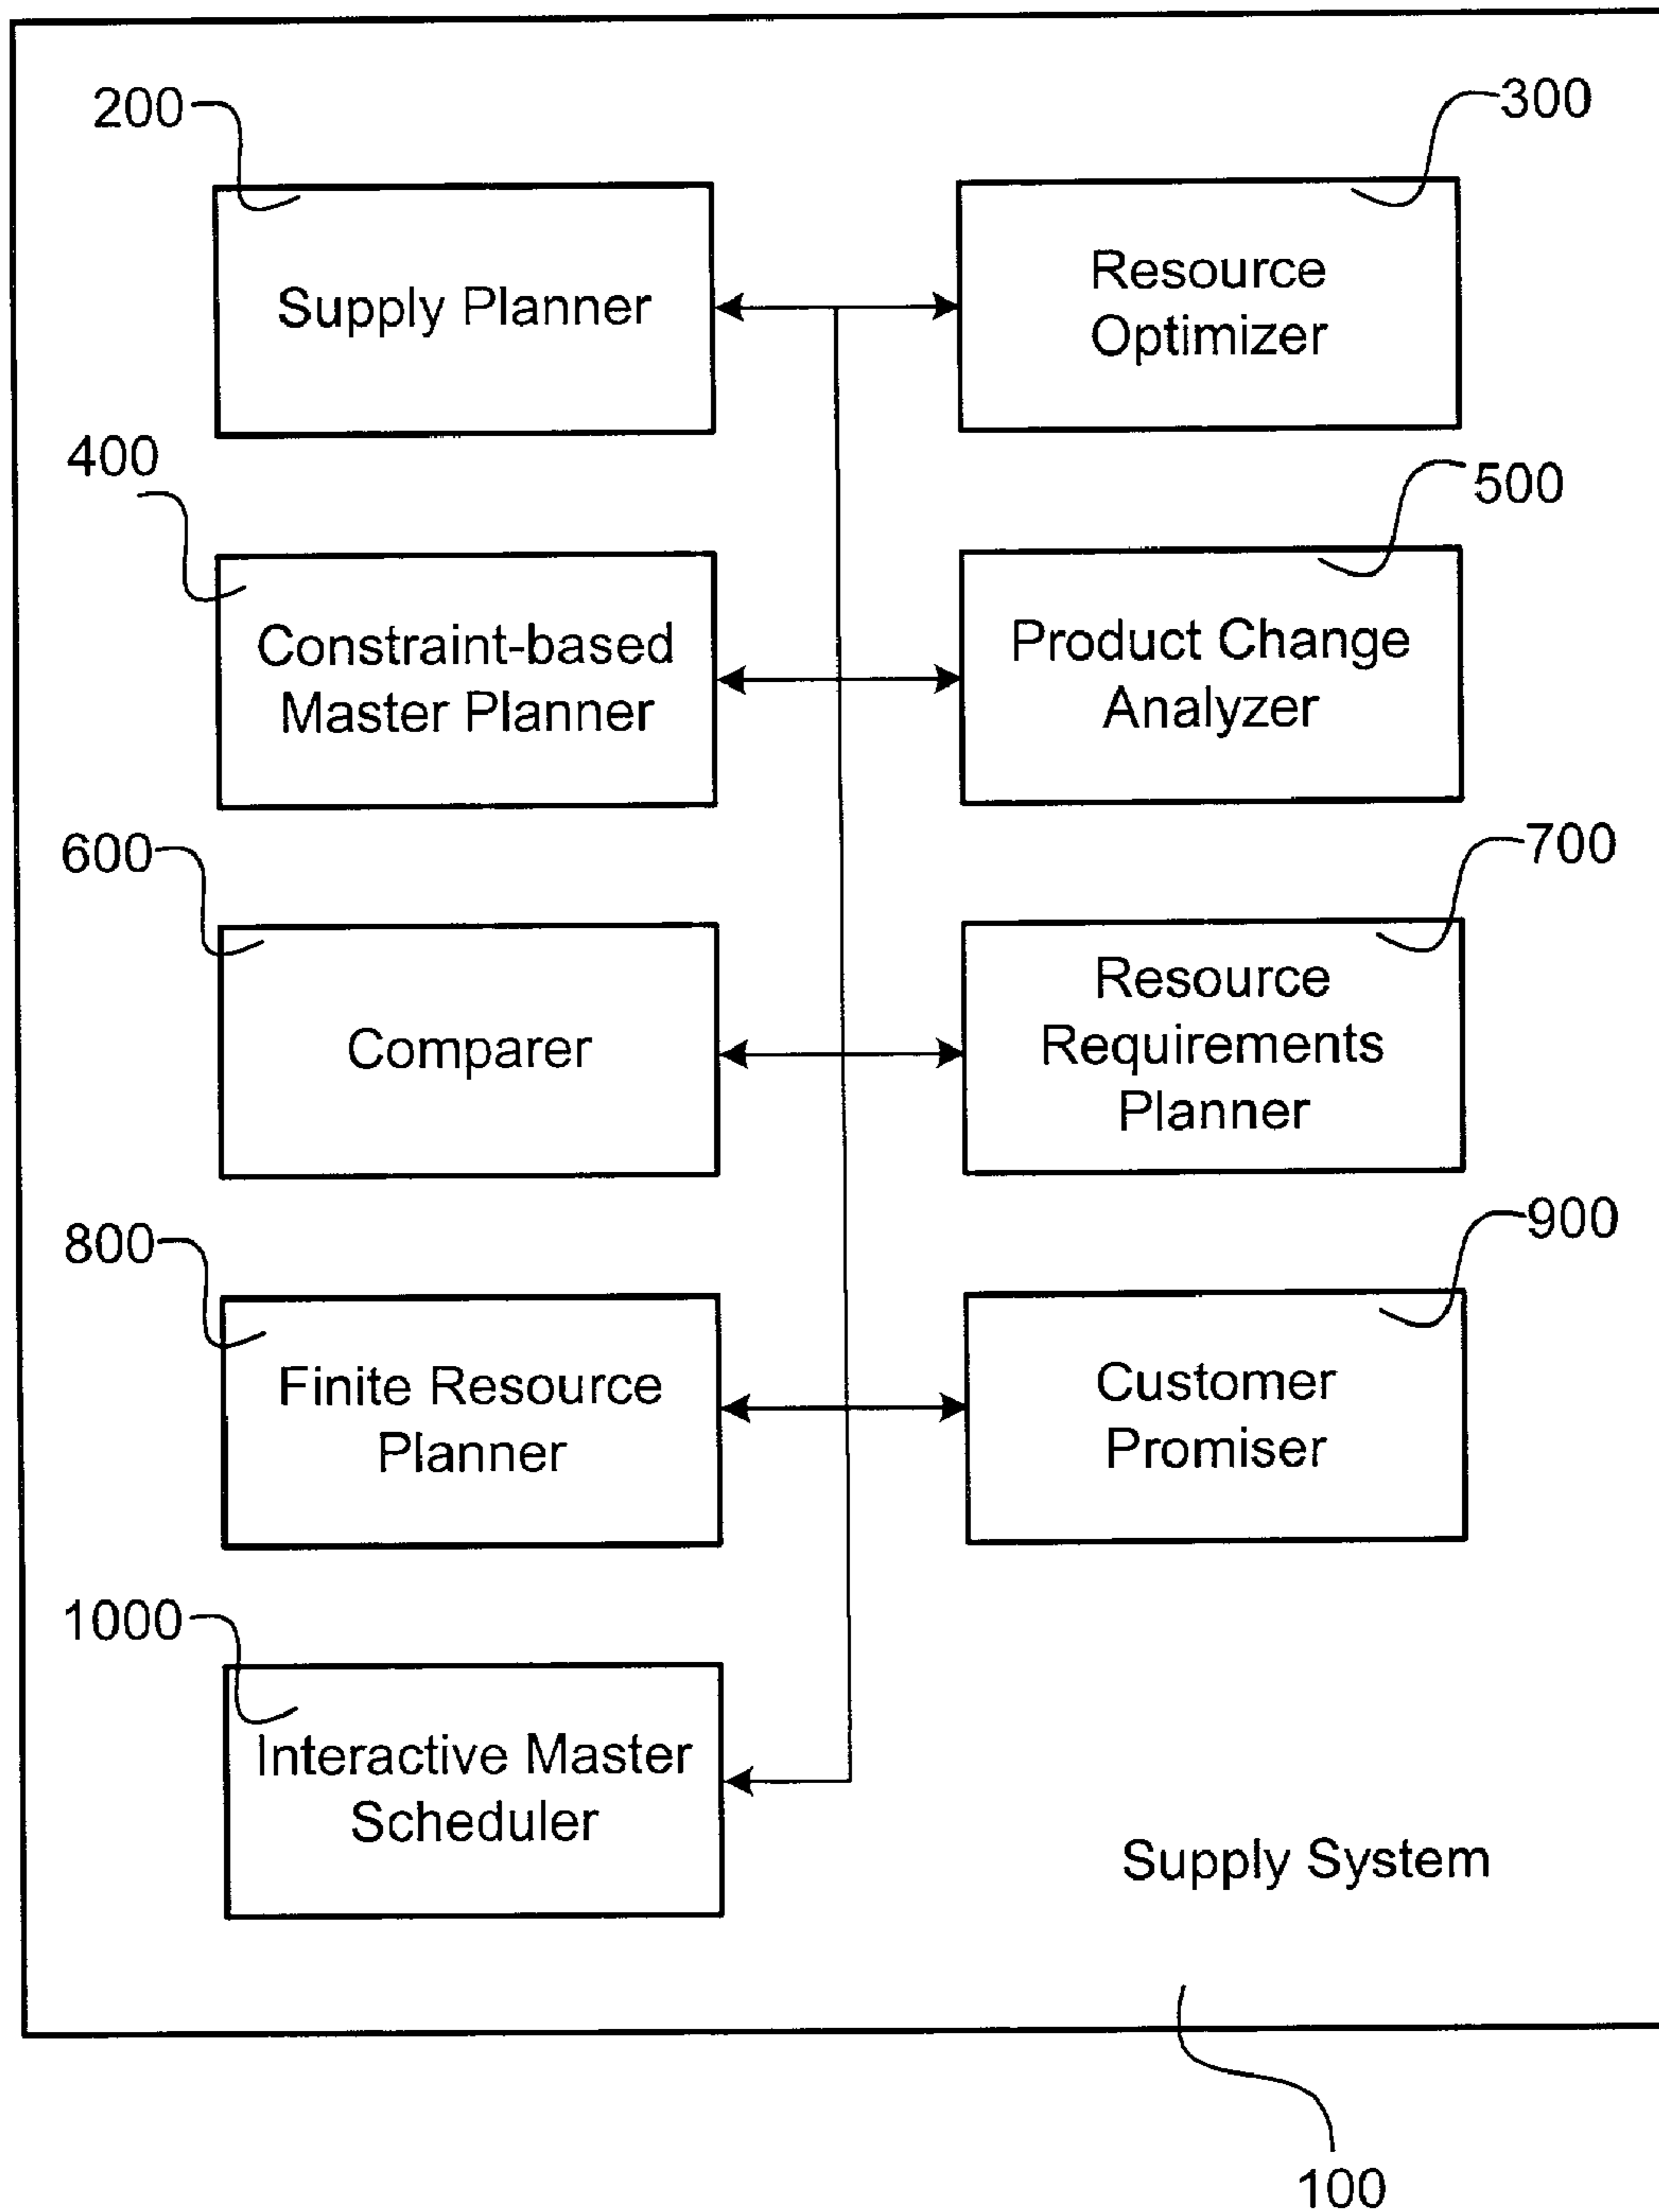 200
300
Supply Planner
Resource
Optimizer
400
500
Constraint-based
Master Planner
Product Change
Analyzer
600
700
Comparer
Resource
Requirements
Planner
800
900
Finite Resource
Planner
Customer
Promiser
1000
Interactive Master
Scheduler
Supply System
100